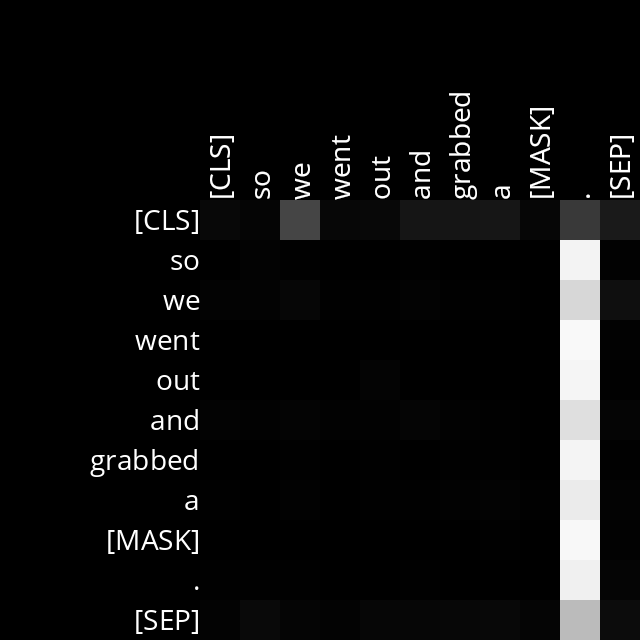 [CLS] so we went out and grabbed a [MASK] . [SEP]
[CLS]
so
we
went
out
and
grabbed
a
[MASK]
.
[SEP]